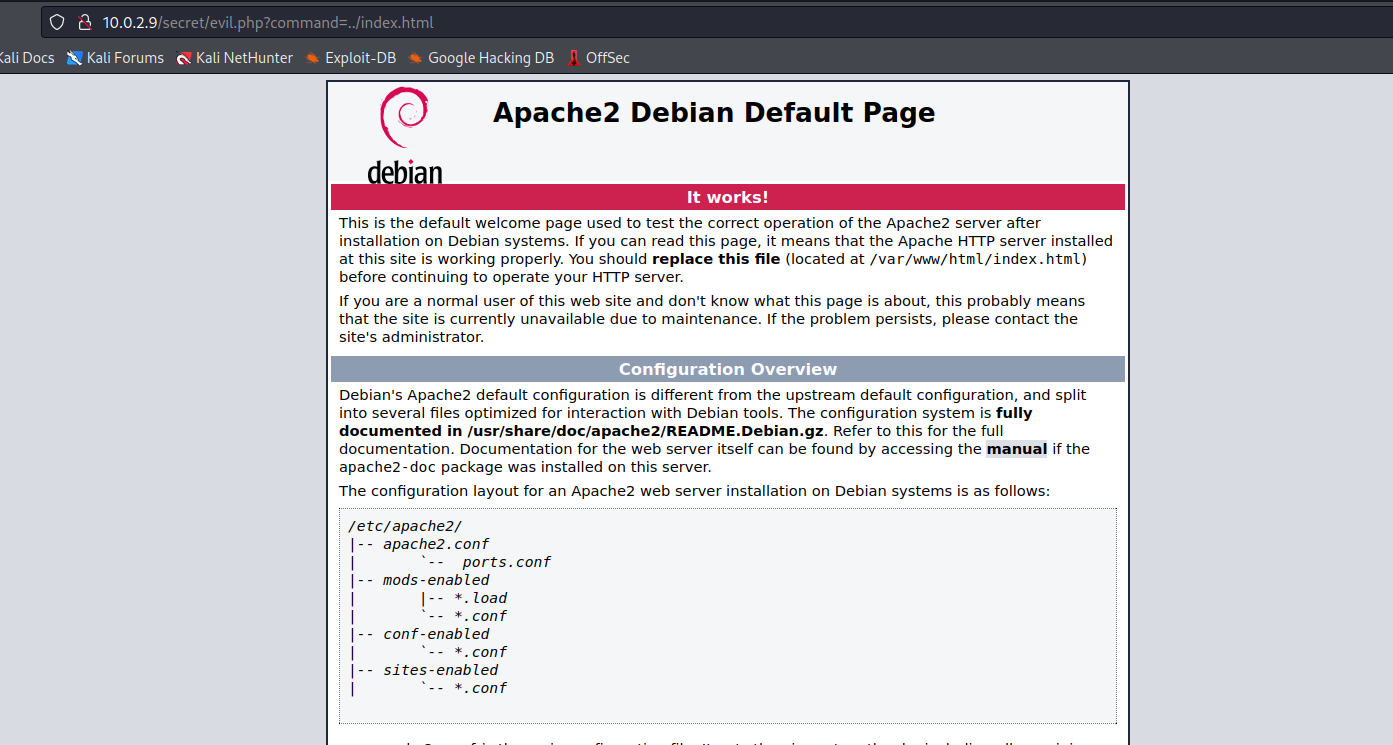 10.0.2.9/secret/evil.php?command=../index.html
Kali Docs Kali Forums Kali NetHunter Exploit-DB Google Hacking DB OffSec
debian
Apache2 Debian Default Page
It works!
This is the default welcome page used to test the correct operation of the Apache2 server after
installation on Debian systems. If you can read this page, it means that the Apache HTTP server installed
at this site is working properly. You should replace this file (located at /var/www/html/index.html)
before continuing to operate your HTTP server.
If you are a normal user of this web site and don't know what this page is about, this probably means
that the site is currently unavailable due to maintenance. If the problem persists, please contact the
site's administrator.
Configuration Overview
Debian's Apache2 default configuration is different from the upstream default configuration, and split
into several files optimized for interaction with Debian tools. The configuration system is fully
documented in /usr/share/doc/apache2/README.Debian.gz. Refer to this for the full
documentation. Documentation for the web server itself can be found by accessing the manual if the
apache2-doc package was installed on this server.
The configuration layout for an Apache2 web server installation on Debian systems is as follows:
/etc/apache2/
|-- apache2.conf
|       `--  ports.conf
|-- mods-enabled
|       |-- *.load
|       `-- *.conf
|-- conf-enabled
|       `-- *.conf
|-- sites-enabled
|       `-- *.conf